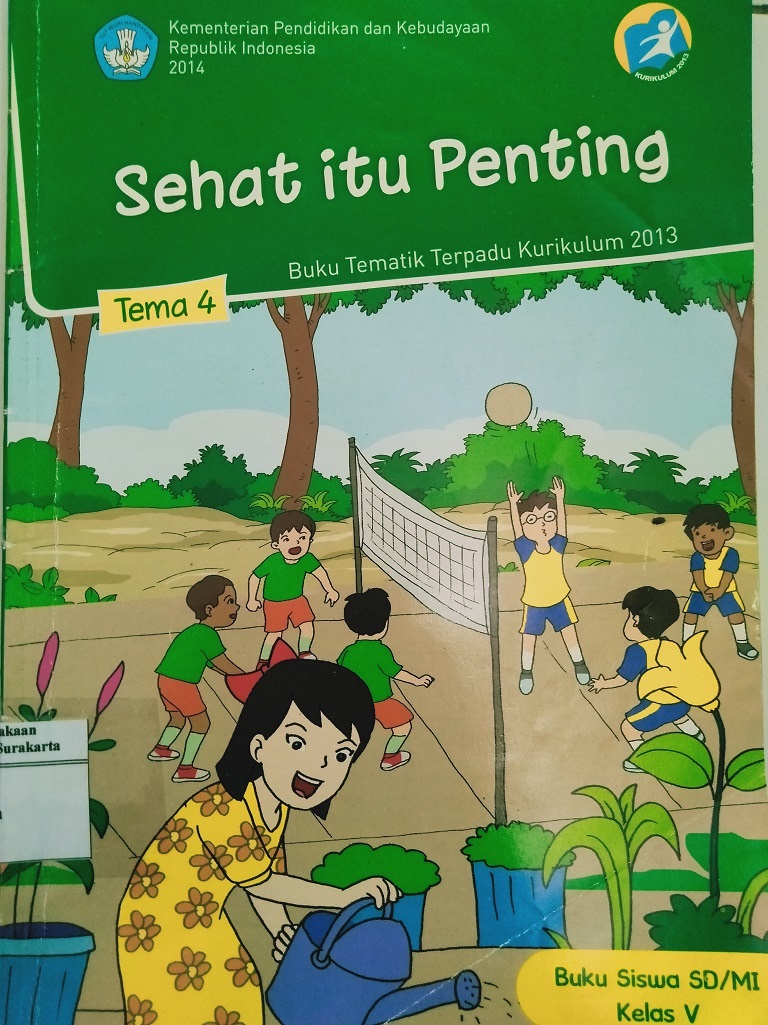 Kementerian Pendidikan dan Kebudayaan
Republik Indonesia
2014
KURIKULUM 2013
Sehat itu Penting
Buku Tematik Terpadu Kurikulum 2013
Tema 4
akaan
Surakarta
Buku Siswa SD/MI
Kelas V